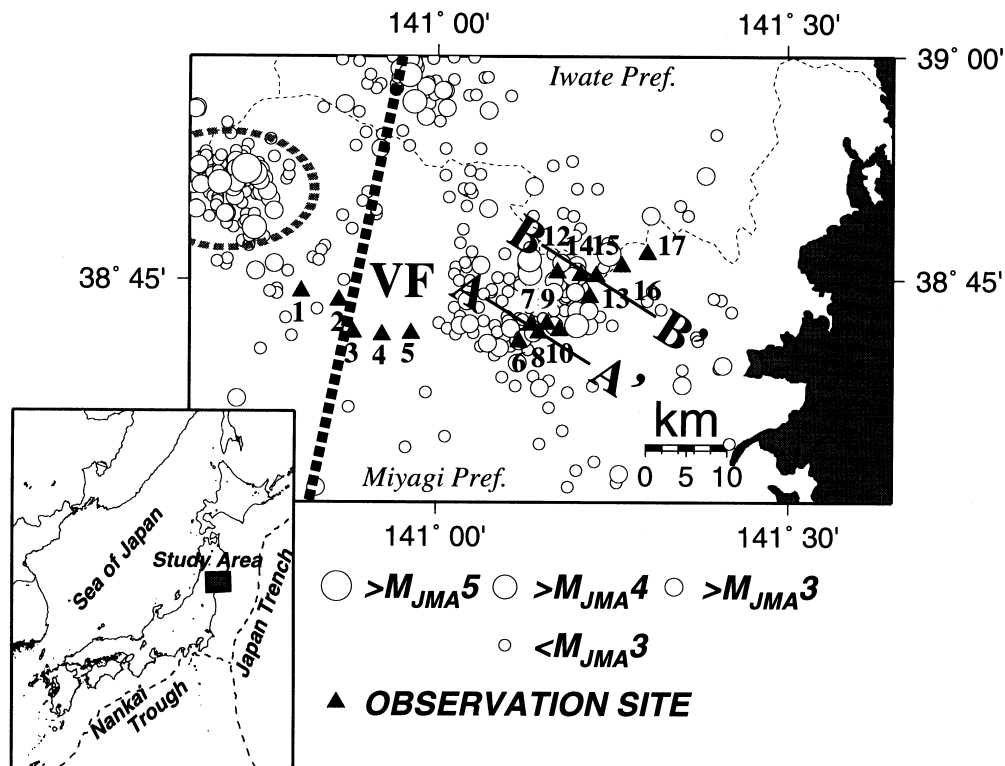 141° 00' 141° 30'
39° 00'
Iwate Pref.
B 12 14 15 17
38° 45' VF A 7 9 13 16 38° 45'
1 2 3 4 5 6 8 10 B'
A'
km
0 5 10
Miyagi Pref.
141° 00' 141° 30'
Sea of Japan
Study Area
Japan Trench
Nankai
Trough
>MJMA5 >MJMA4 >MJMA3
<MJMA3
OBSERVATION SITE